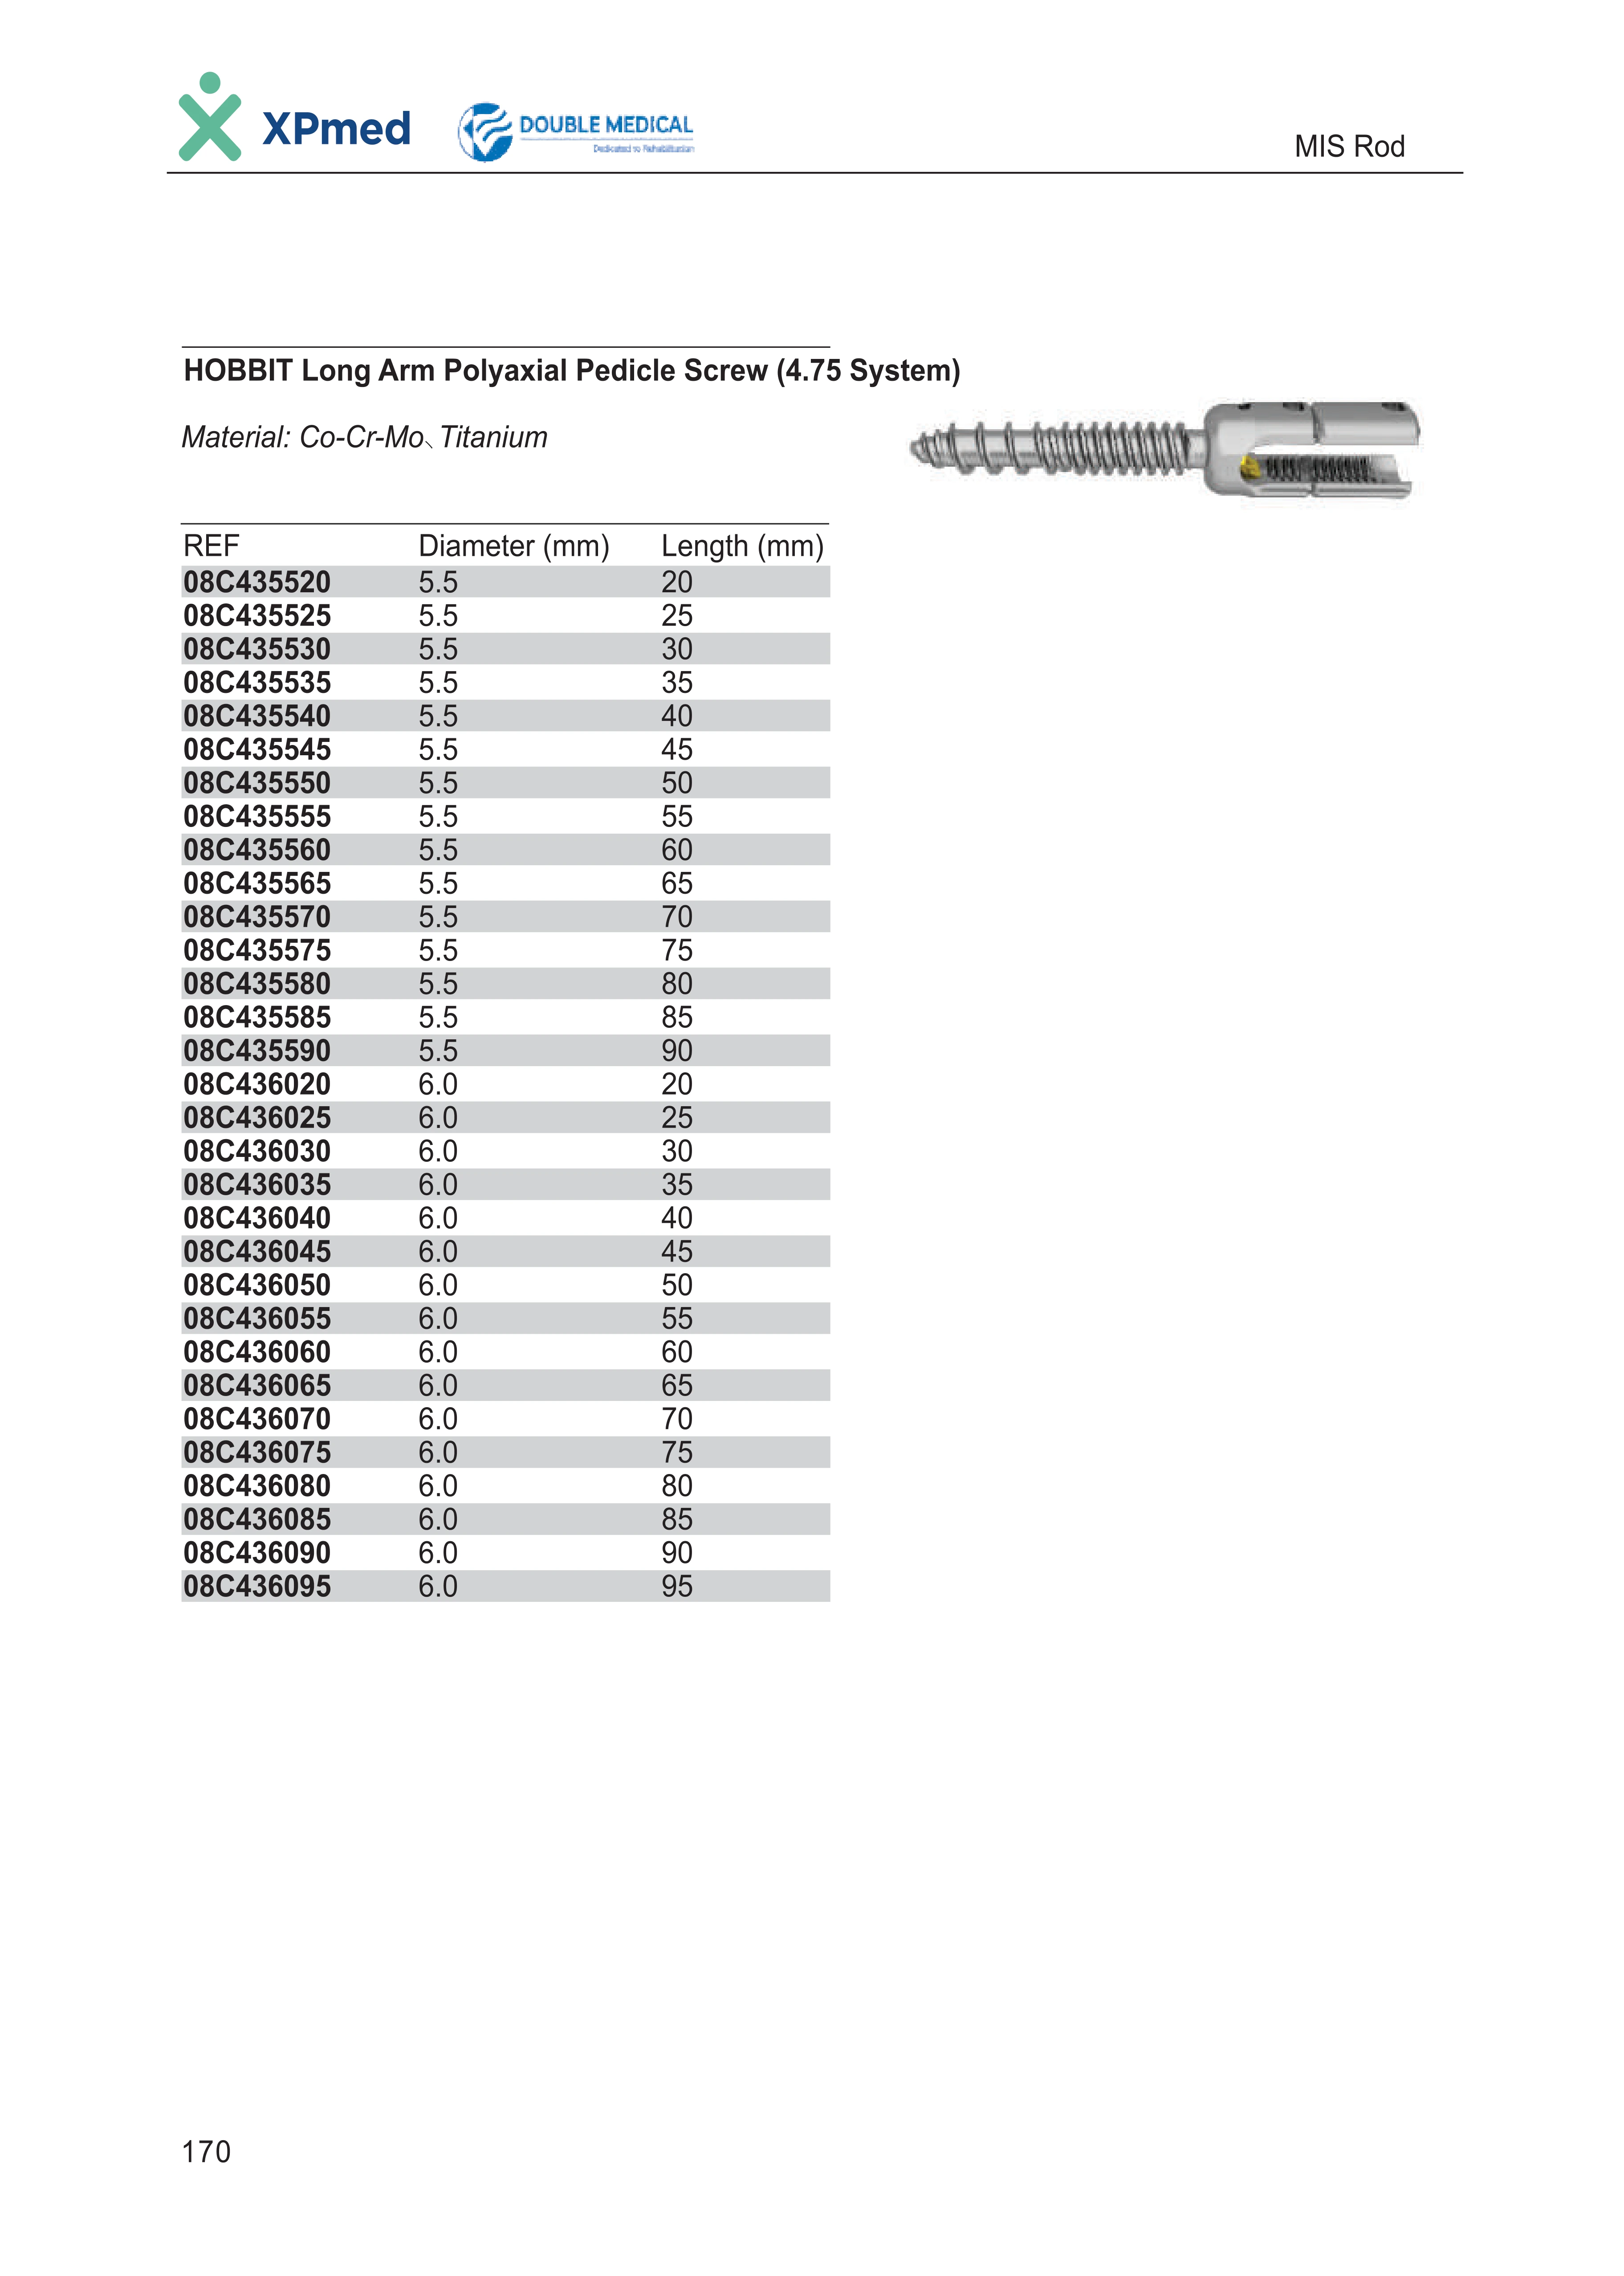 XPmed
DOUBLE MEDICAL
Dedicated to Rehabilitation
MIS Rod
HOBBIT Long Arm Polyaxial Pedicle Screw (4.75 System)
Material: Co-Cr-Mo、Titanium
REF Diameter (mm) Length (mm)
08C435520 5.5 20
08C435525 5.5 25
08C435530 5.5 30
08C435535 5.5 35
08C435540 5.5 40
08C435545 5.5 45
08C435550 5.5 50
08C435555 5.5 55
08C435560 5.5 60
08C435565 5.5 65
08C435570 5.5 70
08C435575 5.5 75
08C435580 5.5 80
08C435585 5.5 85
08C435590 5.5 90
08C436020 6.0 20
08C436025 6.0 25
08C436030 6.0 30
08C436035 6.0 35
08C436040 6.0 40
08C436045 6.0 45
08C436050 6.0 50
08C436055 6.0 55
08C436060 6.0 60
08C436065 6.0 65
08C436070 6.0 70
08C436075 6.0 75
08C436080 6.0 80
08C436085 6.0 85
08C436090 6.0 90
08C436095 6.0 95
170